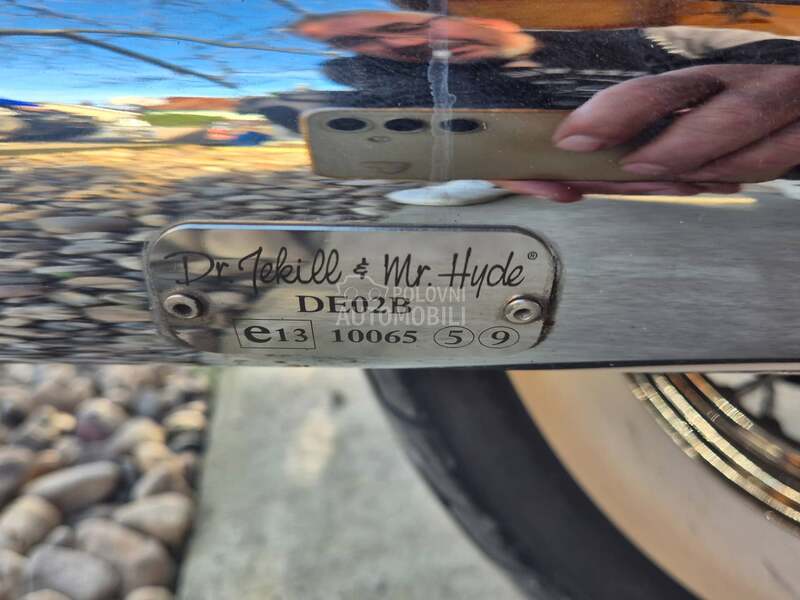 Dr Jekill & Mr. Hyde®
DE02B
POLOVNI
AUTOMOBILI
e13 10065 5 9